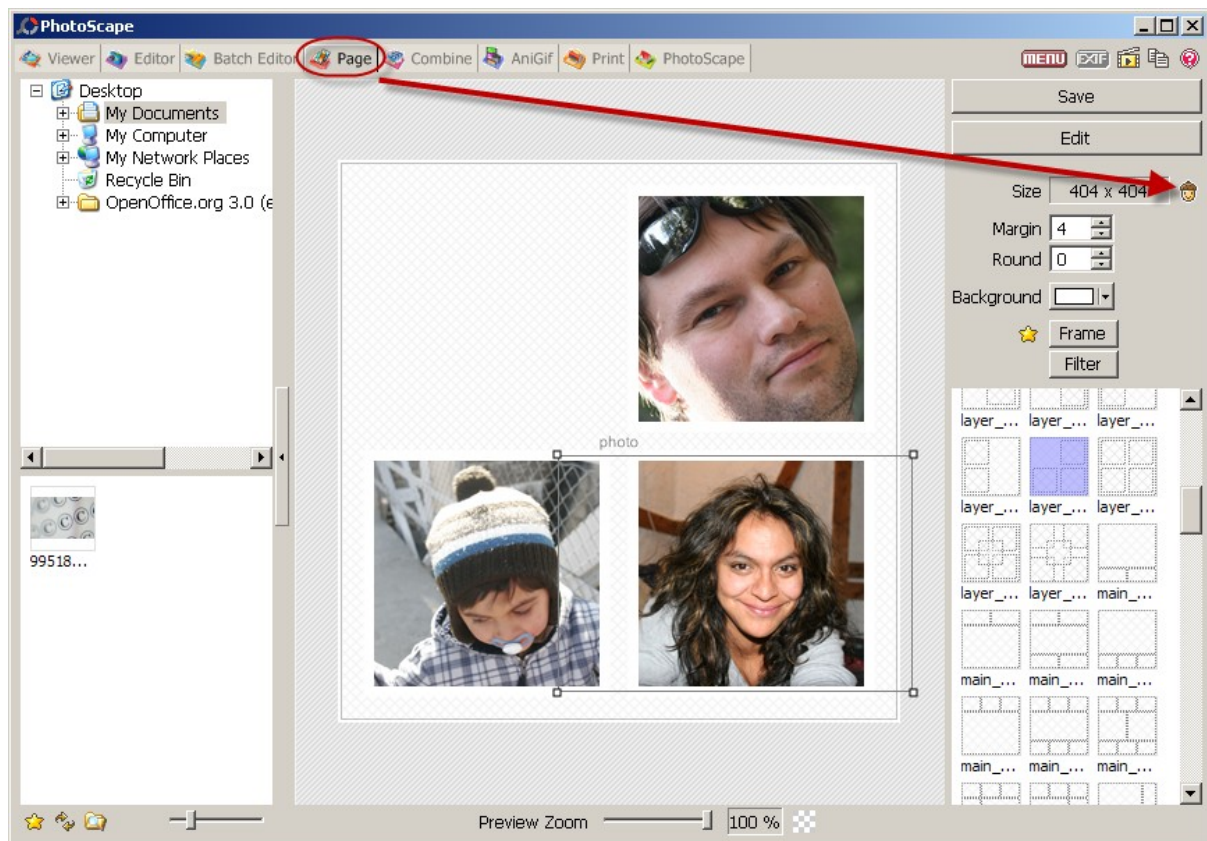 PhotoScape
Viewer Editor Batch Editor Page Combine AniGif Print PhotoScape MENU EXIF
Desktop
My Documents
My Computer
My Network Places
Recycle Bin
OpenOffice.org 3.0 (e
99518...
photo
Save
Edit
Size 404 x 404
Margin 4
Round 0
Background
Frame
Filter
layer_... layer_... layer_...
layer_... layer_... layer_...
layer_... layer_... main_...
main_... main_... main_...
main_... main_... main_...
Preview Zoom 100 %